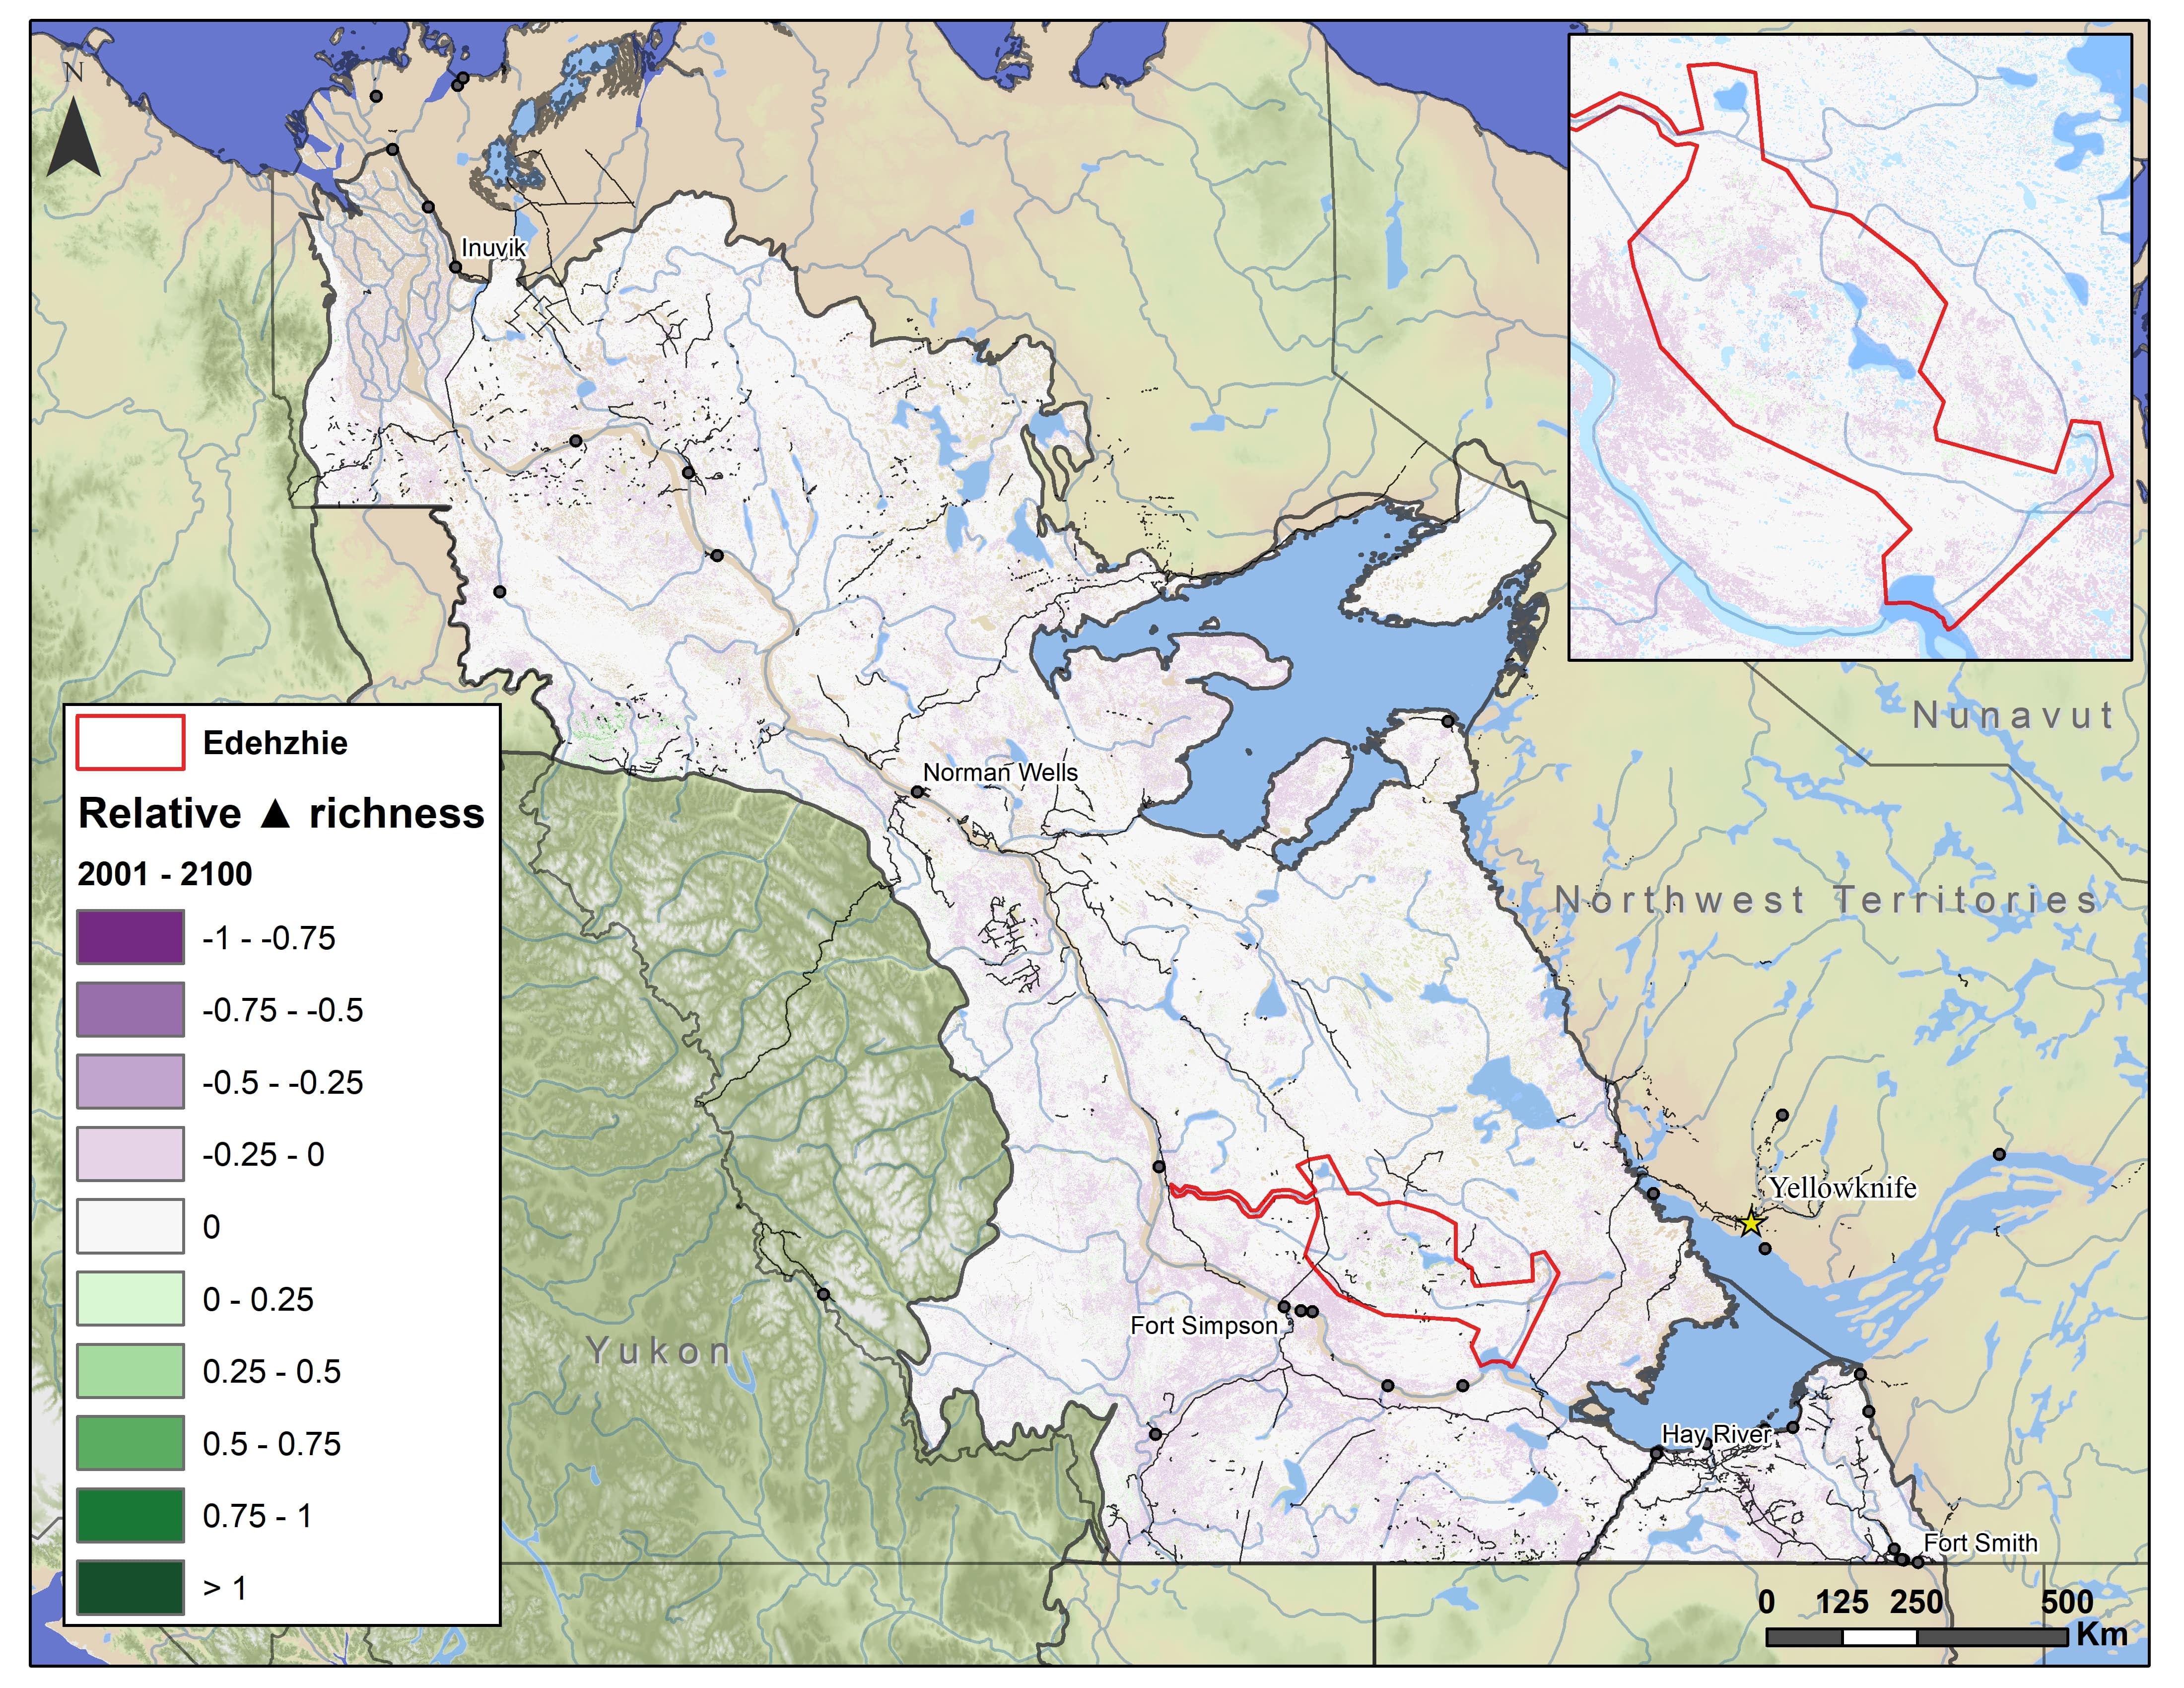 N
Inuvik
Nunavut
Edehzhie
Relative ▲ richness
2001 - 2100
-1 - -0.75
-0.75 - -0.5
-0.5 - -0.25
-0.25 - 0
0
0 - 0.25
0.25 - 0.5
0.5 - 0.75
0.75 - 1
> 1
Norman Wells
Northwest Territories
Yellowknife
Fort Simpson
Yukon
Hay River
Fort Smith
0 125 250 500
Km